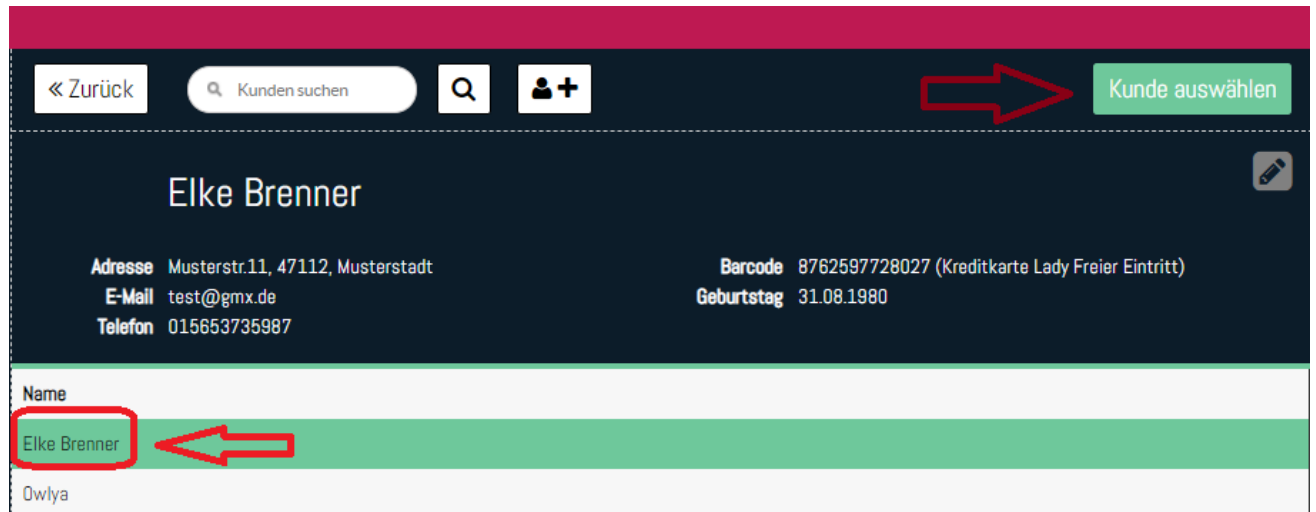 « Zurück
Kunden suchen
Kunde auswählen
Elke Brenner
Adresse Musterstr.11, 47112, Musterstadt
E-Mail test@gmx.de
Telefon 015653735987
Barcode 8762597728027 (Kreditkarte Lady Freier Eintritt)
Geburtstag 31.08.1980
Name
Elke Brenner
Owlya